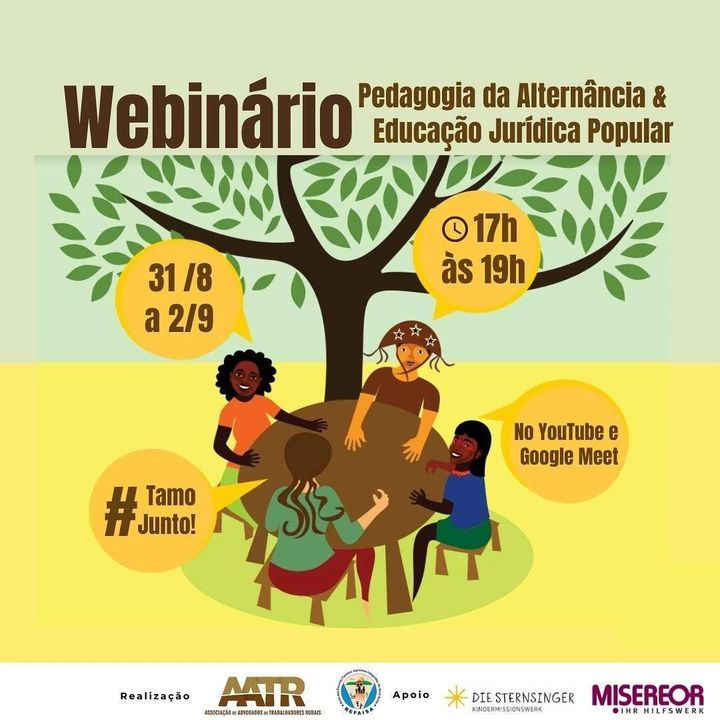 Webinário
Pedagogia da Alternância &
Educação Jurídica Popular
17h
às 19h
31 /8
a 2/9
No YouTube e
Google Meet
# Tamo
Junto!
Realização
AATR
ASSOCIAÇÃO DE ADVOGADOS DE TRABALHADORES RURAIS
REFAISA
Apoio
DIE STERNSINGER
KINDERMISSIONSWERK
MISEREOR
IHR HILFSWERK